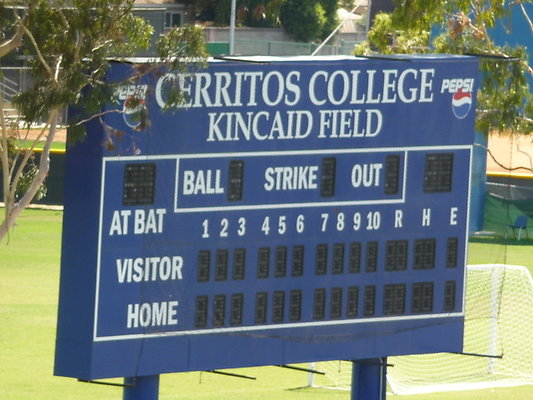 PEPSI CERRITOS COLLEGE PEPSI
KINCAID FIELD
BALL STRIKE OUT
AT BAT 1 2 3 4 5 6 7 8 9 10 R H E
VISITOR
HOME